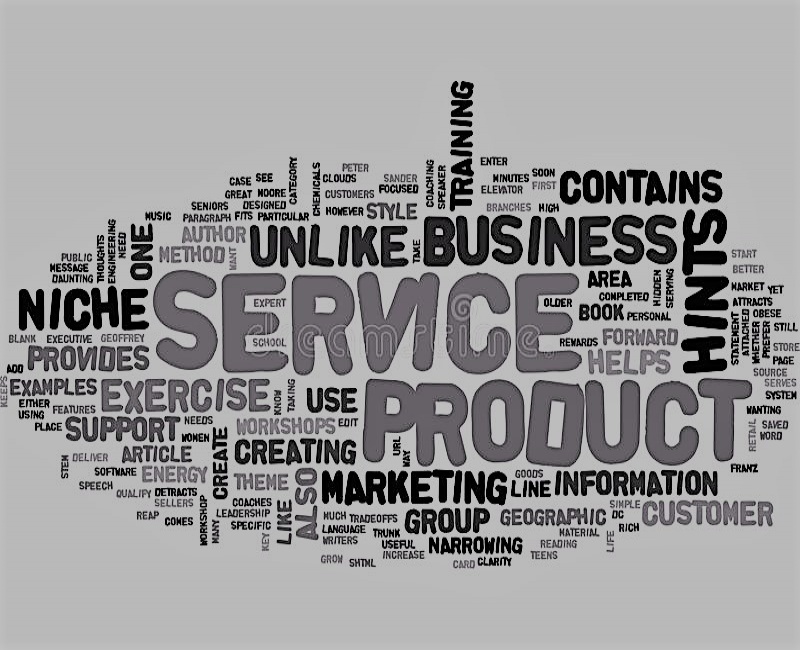 TRAINING
PETER
ENTER
CASE SEE
CATEGORY
CHEMICALS
CLOUDS
SANDER
COACHING
SPEAKER
MINUTES SOON
GREAT MOORE
CUSTOMERS
FOCUSED
ELEVATOR FIRST
CONTAINS
SENIORS DESIGNED
MUSIC PARAGRAPH FITS PARTICULAR
HOWEVER STYLE
BRANCHES HIGH
HINTS
THOUGHTS
ENGINEERING
NEED
ONE
AUTHOR
METHOD
WANT
UNLIKE
TAKE
BUSINESS
PUBLIC
MESSAGE
DAUNTING
START
BETTER
NICHE
SERVICE
EXPERT
SCHOOL
OLDER
AREA
COMPLETED
HIDDEN
SERVING
BOOK PERSONAL
MARKET YET
ATTRACTS
STATEMENT
ATTACHED
WHETHER
OBESE
PREFER
STILL
BLANK EXECUTIVE GEOFFREY
REWARDS FORWARD
STORE
ADD PROVIDES
HELPS
PAGE
SOURCE
SERVES
KEEPS
EXAMPLES EXERCISE
KNOW
TAKING
USE
PRODUCT
SYSTEM
EITHER
USING
FEATURES
WANTING
PLACE SUPPORT
NEEDS
WOMEN
WORKSHOPS EDIT
URL
MAY
RETAIL
SAVED
WORD
STEM
DELIVER ARTICLE
CREATE
CREATING
FRANZ
SOFTWARE ENERGY
THEME
ALSO
MARKETING
GOODS
LINE INFORMATION
SPEECH QUALIFY DETRACTS
SELLERS
COACHES
LEADERSHIP
LIKE
SIMPLE
DC
CUSTOMER
REAP COMES
WORKSHOP
MANY
SPECIFIC
KEY
MUCH TRADEOFFS
LANGUAGE TRUNK
GROUP GEOGRAPHIC
RICH
WRITERS USEFUL
NARROWING
MATERIAL
LIFE
READING
GROW SHTML
INCREASE
CARD CLARITY
TEENS
dreamstime